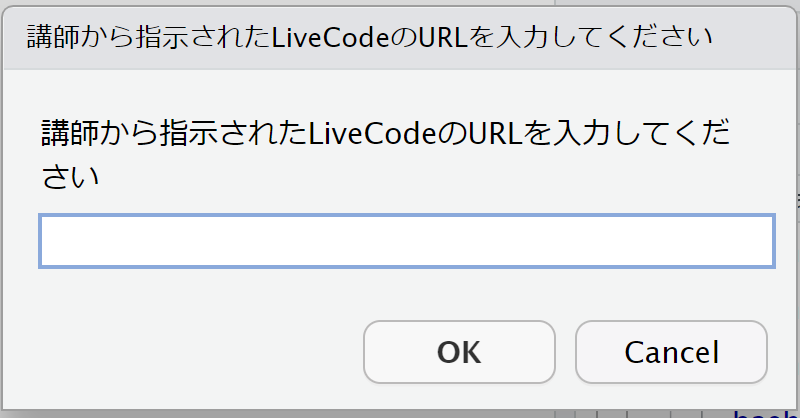 講師から指示されたLiveCodeのURLを入力してください
講師から指示されたLiveCodeのURLを入力してくだ
さい
OK
Cancel